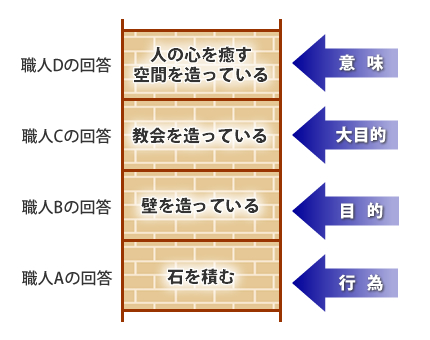 職人Dの回答
人の心を癒す
空間を造っている
意 味
職人Cの回答
教会を造っている
大目的
職人Bの回答
壁を造っている
目 的
職人Aの回答
石を積む
行 為